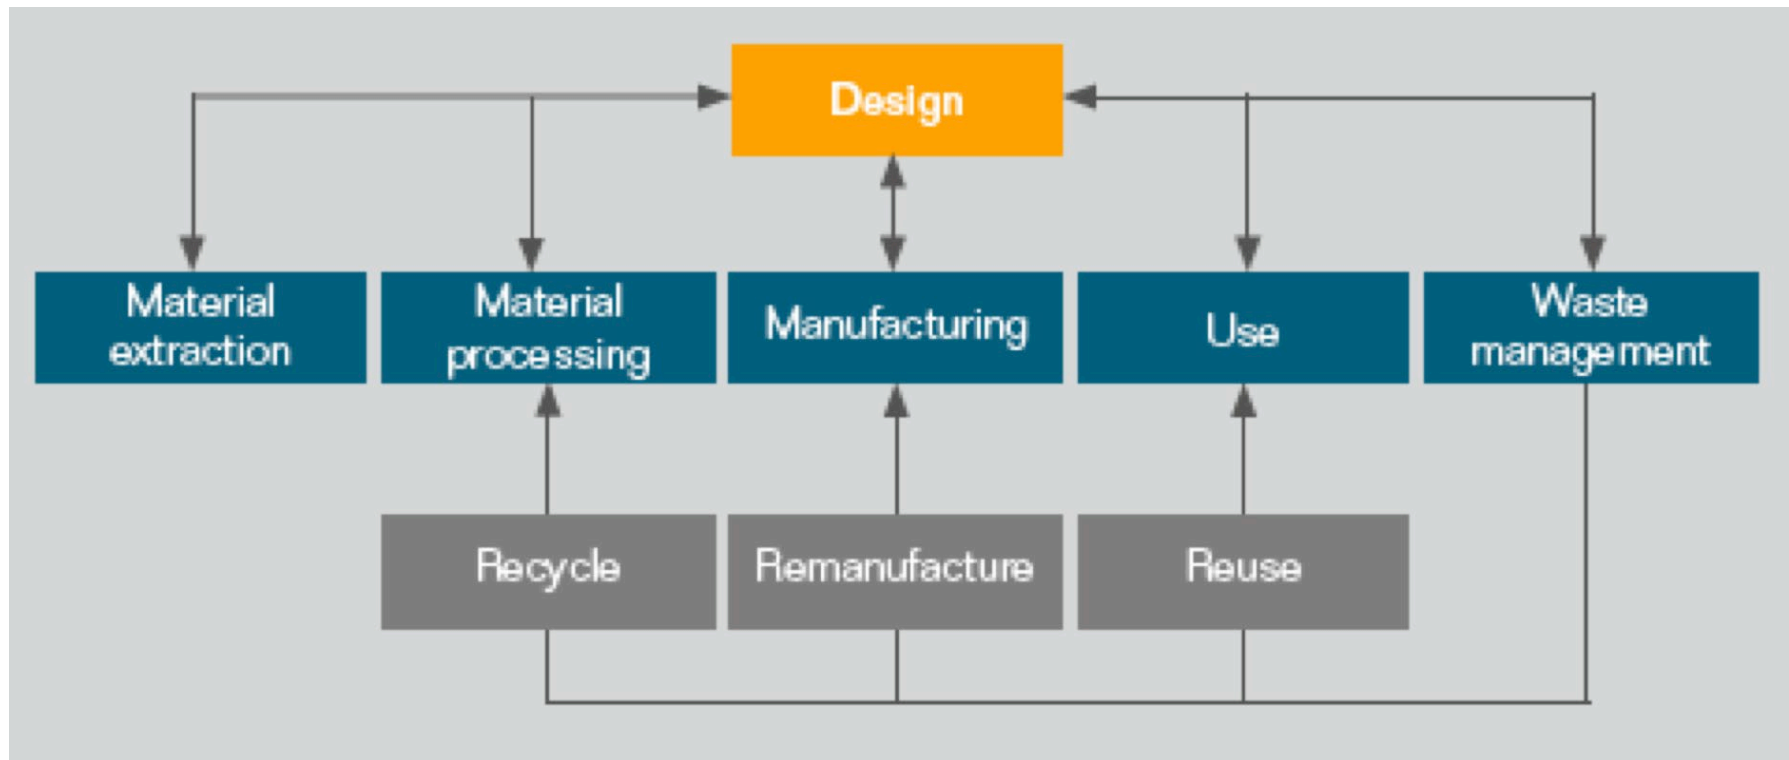 Design
Material
extraction
Material
processing
Manufacturing
Use
Waste
management
Recycle
Remanufacture
Reuse